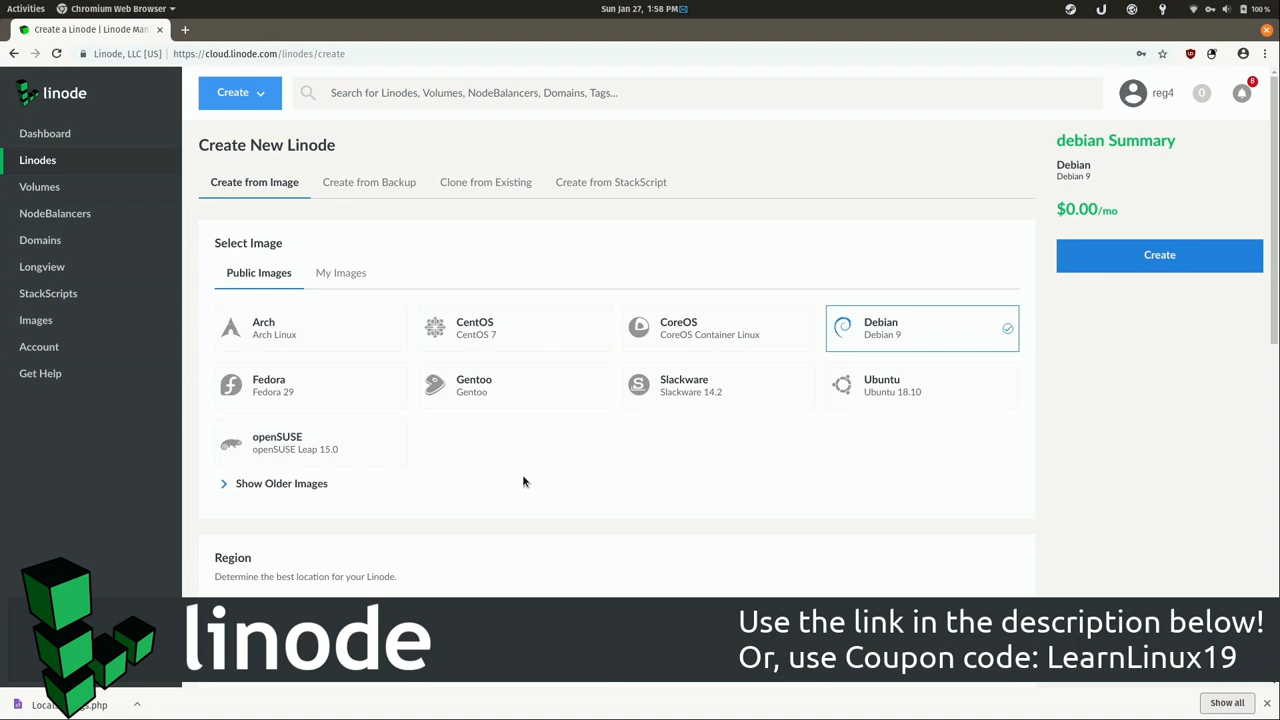 Activities
Chromium Web Browser
Sun Jan 27, 1:58 PM
100 %
Create a Linode | Linode Man
Linode, LLC [US]
https://cloud.linode.com/linodes/create
linode
Create
Search for Linodes, Volumes, NodeBalancers, Domains, Tags...
reg4
0
8
Dashboard
Linodes
Volumes
NodeBalancers
Domains
Longview
StackScripts
Images
Account
Get Help
Create New Linode
Create from Image
Create from Backup
Clone from Existing
Create from StackScript
Select Image
Public Images
My Images
Arch
Arch Linux
CentOS
CentOS 7
CoreOS
CoreOS Container Linux
Debian
Debian 9
Fedora
Fedora 29
Gentoo
Gentoo
Slackware
Slackware 14.2
Ubuntu
Ubuntu 18.10
openSUSE
openSUSE Leap 15.0
Show Older Images
Region
Determine the best location for your Linode.
debian Summary
Debian
Debian 9
$0.00/mo
Create
linode
Use the link in the description below!
Or, use Coupon code: LearnLinux19
Show all